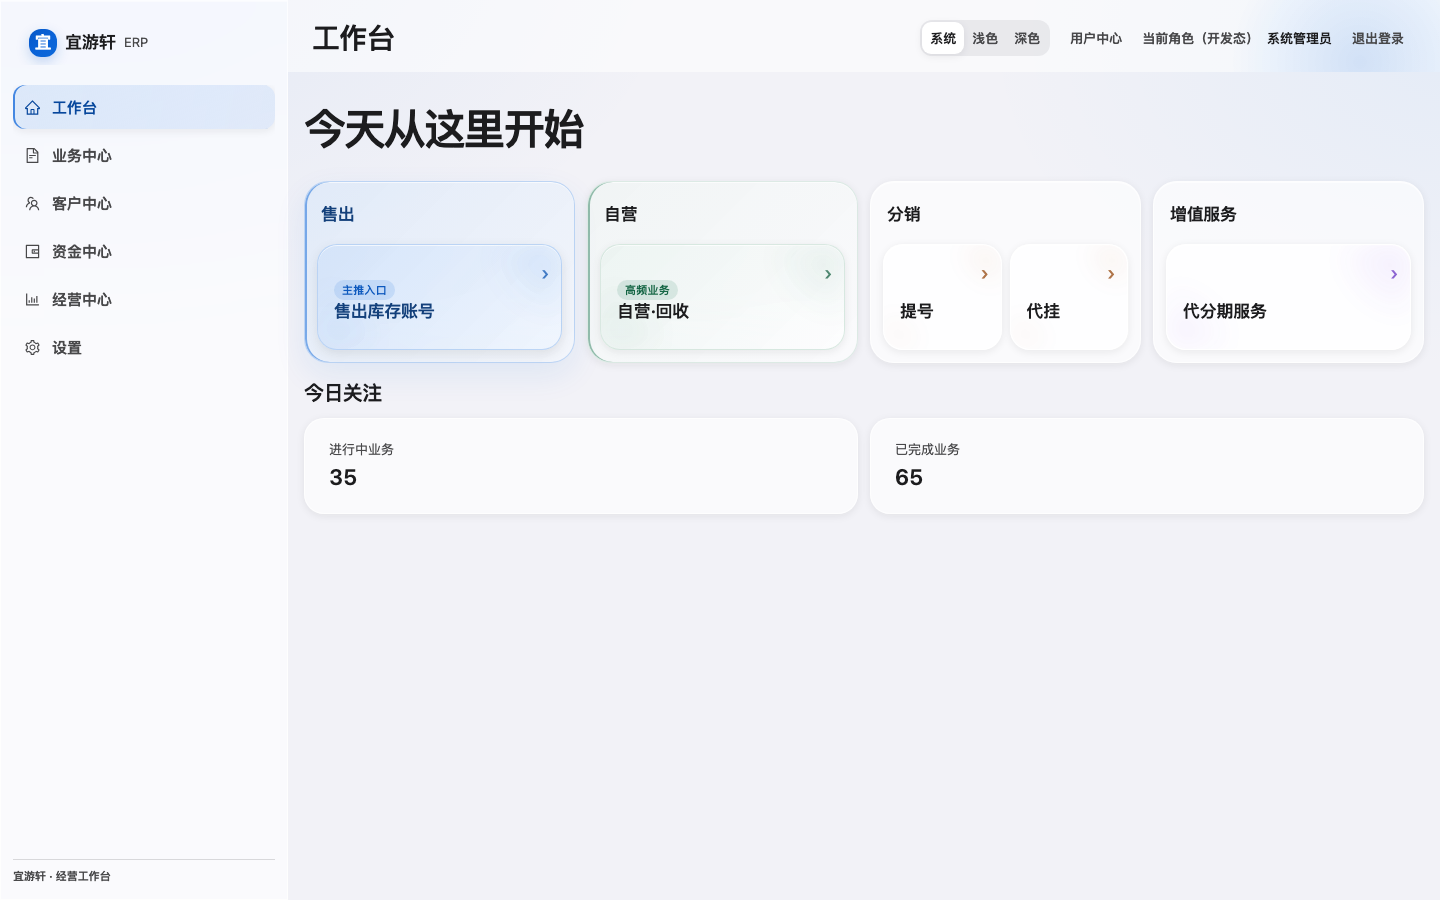 宜 宜游轩 ERP
工作台
业务中心
客户中心
资金中心
经营中心
设置
宜游轩 · 经营工作台
工作台
系统 浅色 深色 用户中心 当前角色（开发态） 系统管理员 退出登录
今天从这里开始
售出
主推入口
售出库存账号
自营
高频业务
自营·回收
分销
提号
代挂
增值服务
代分期服务
今日关注
进行中业务
35
已完成业务
65